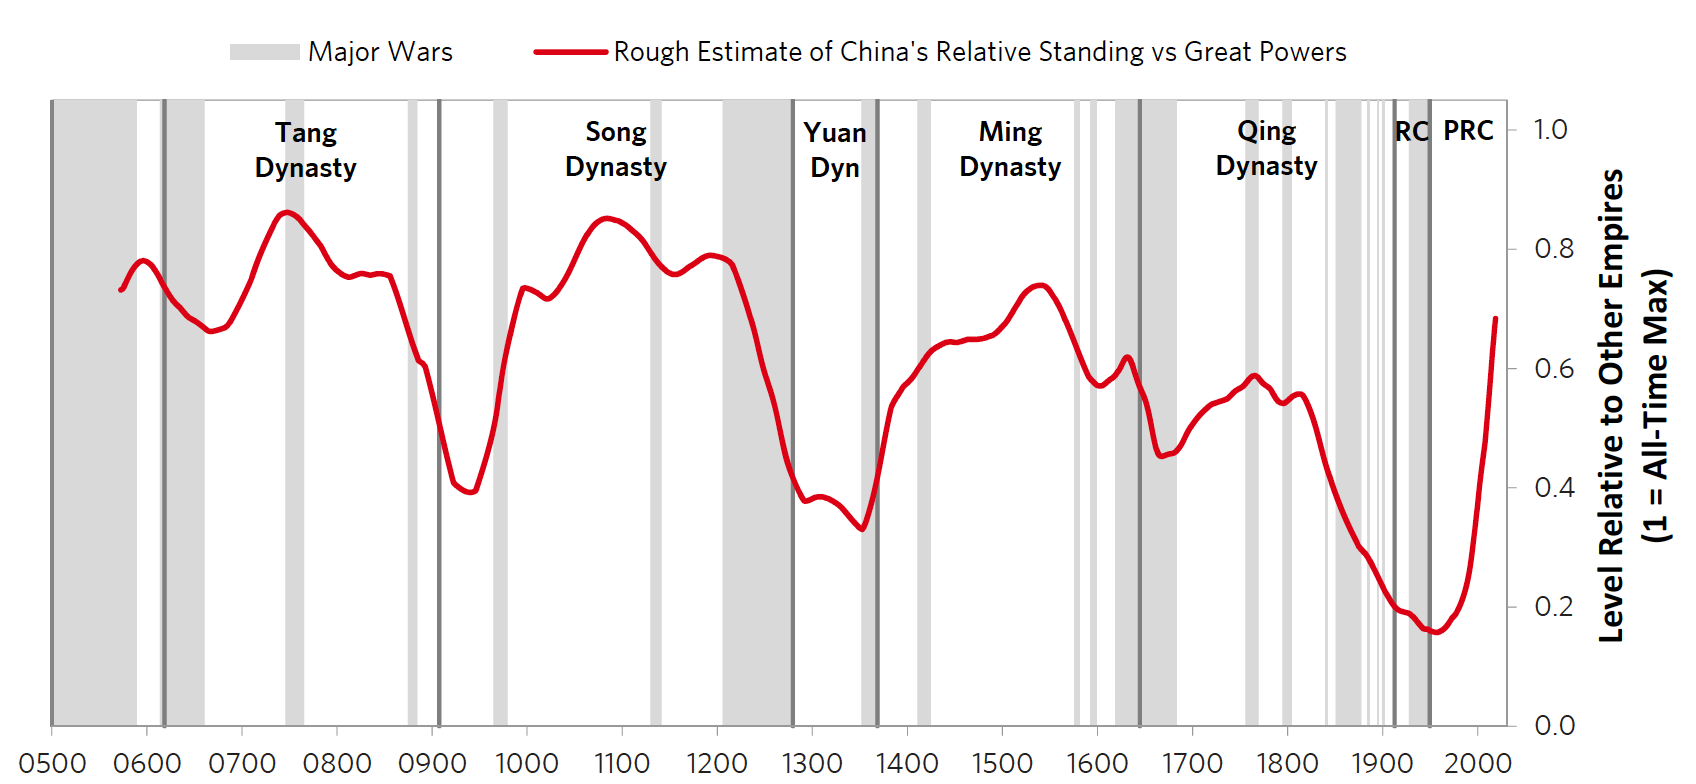 Major Wars
Rough Estimate of China's Relative Standing vs Great Powers
Tang
Dynasty
Song
Dynasty
Yuan
Dyn
Ming
Dynasty
Qing
Dynasty
RC
PRC
1.0
0.8
0.6
0.4
0.2
0.0
Level Relative to Other Empires
(1 = All-Time Max)
0500 0600 0700 0800 0900 1000 1100 1200 1300 1400 1500 1600 1700 1800 1900 2000